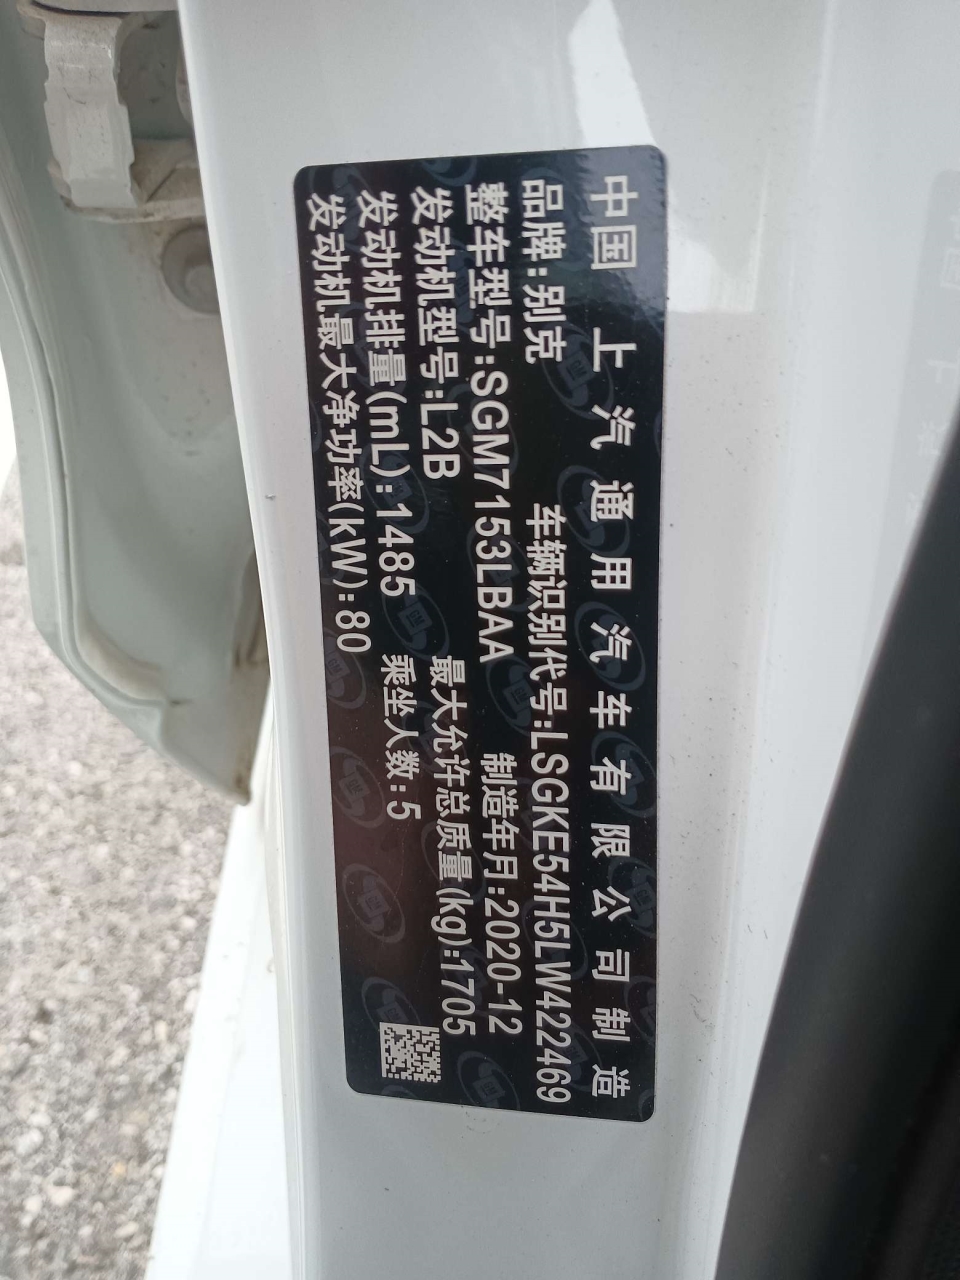 中国 上汽通用汽车有限公司制造
品牌:别克 车辆识别代号:LSGKE54H5LW422469
整车型号:SGM7153LBAA 制造年月:2020-12
发动机型号:L2B 最大允许总质量(kg):1705
发动机排量(mL):1485 乘坐人数:5
发动机最大净功率(kW):80